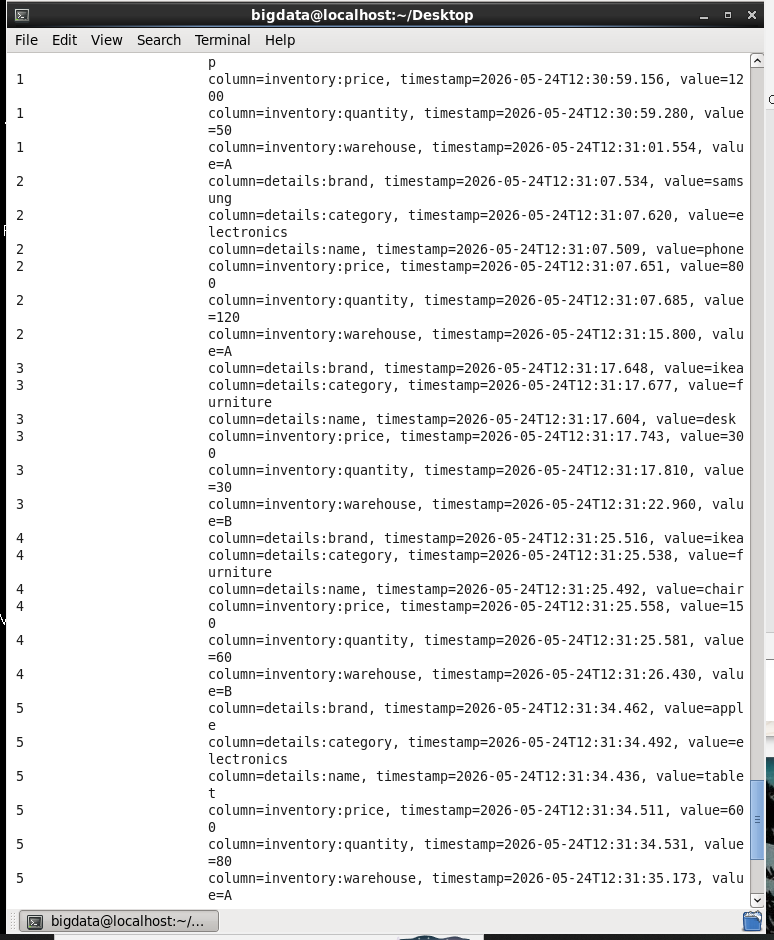 bigdata@localhost:~/Desktop
File Edit View Search Terminal Help
p
1 column=inventory:price, timestamp=2026-05-24T12:30:59.156, value=12
00
1 column=inventory:quantity, timestamp=2026-05-24T12:30:59.280, value
=50
1 column=inventory:warehouse, timestamp=2026-05-24T12:31:01.554, valu
e=A
2 column=details:brand, timestamp=2026-05-24T12:31:07.534, value=sams
ung
2 column=details:category, timestamp=2026-05-24T12:31:07.620, value=e
lectronics
2 column=details:name, timestamp=2026-05-24T12:31:07.509, value=phone
2 column=inventory:price, timestamp=2026-05-24T12:31:07.651, value=80
0
2 column=inventory:quantity, timestamp=2026-05-24T12:31:07.685, value
=120
2 column=inventory:warehouse, timestamp=2026-05-24T12:31:15.800, valu
e=A
3 column=details:brand, timestamp=2026-05-24T12:31:17.648, value=ikea
3 column=details:category, timestamp=2026-05-24T12:31:17.677, value=f
urniture
3 column=details:name, timestamp=2026-05-24T12:31:17.604, value=desk
3 column=inventory:price, timestamp=2026-05-24T12:31:17.743, value=30
0
3 column=inventory:quantity, timestamp=2026-05-24T12:31:17.810, value
=30
3 column=inventory:warehouse, timestamp=2026-05-24T12:31:22.960, valu
e=B
4 column=details:brand, timestamp=2026-05-24T12:31:25.516, value=ikea
4 column=details:category, timestamp=2026-05-24T12:31:25.538, value=f
urniture
4 column=details:name, timestamp=2026-05-24T12:31:25.492, value=chair
4 column=inventory:price, timestamp=2026-05-24T12:31:25.558, value=15
0
4 column=inventory:quantity, timestamp=2026-05-24T12:31:25.581, value
=60
4 column=inventory:warehouse, timestamp=2026-05-24T12:31:26.430, valu
e=B
5 column=details:brand, timestamp=2026-05-24T12:31:34.462, value=appl
e
5 column=details:category, timestamp=2026-05-24T12:31:34.492, value=e
lectronics
5 column=details:name, timestamp=2026-05-24T12:31:34.436, value=table
t
5 column=inventory:price, timestamp=2026-05-24T12:31:34.511, value=60
0
5 column=inventory:quantity, timestamp=2026-05-24T12:31:34.531, value
=80
5 column=inventory:warehouse, timestamp=2026-05-24T12:31:35.173, valu
e=A
bigdata@localhost:~/...